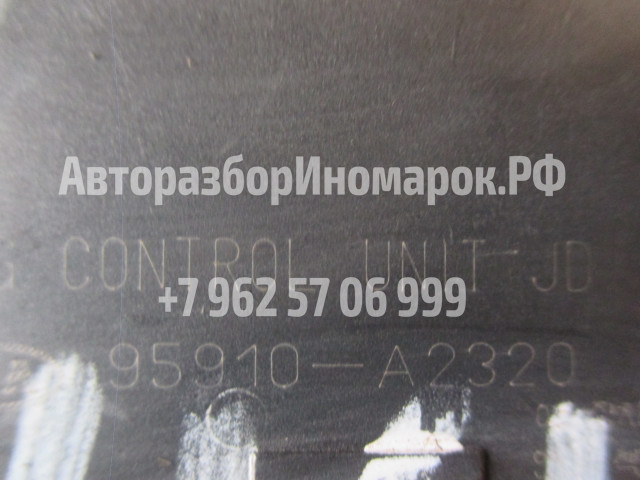 АвторазборИномарок.РФ
CONTROL UNIT-JD
+7 962 57 06 999
95910-A2320